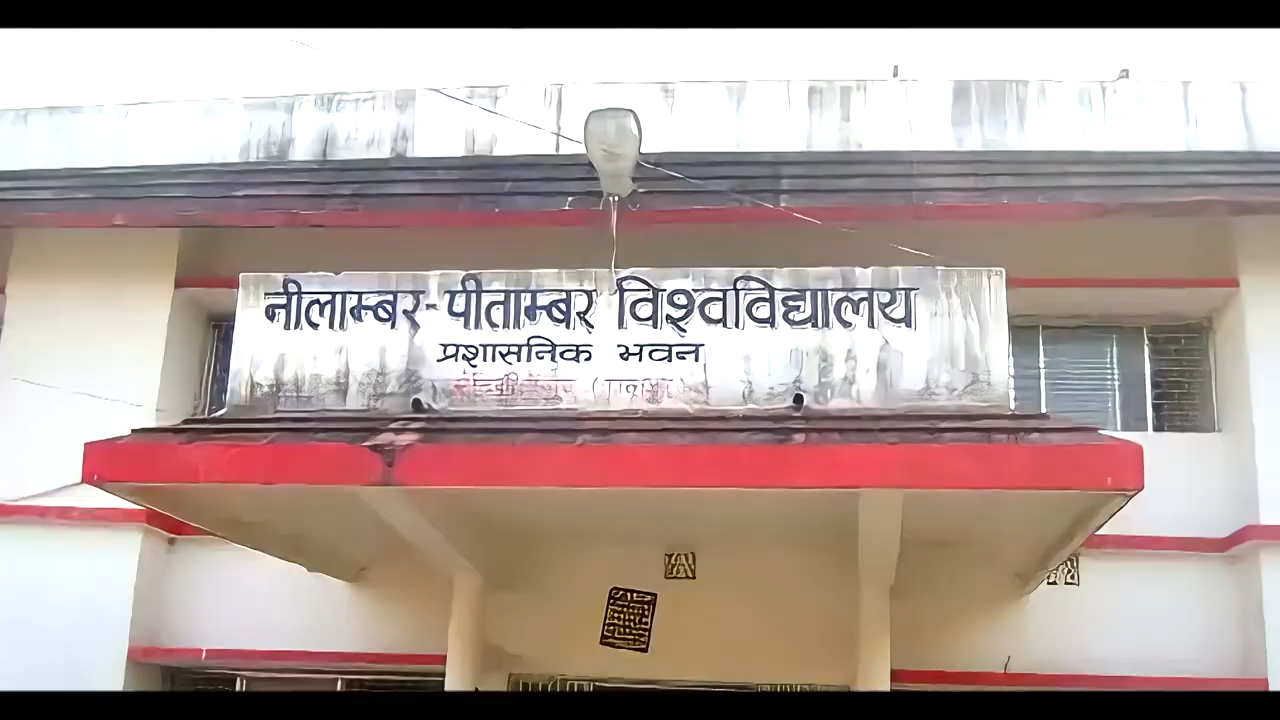 नीलाम्बर-पीताम्बर विश्वविद्यालय
प्रशासनिक भवन